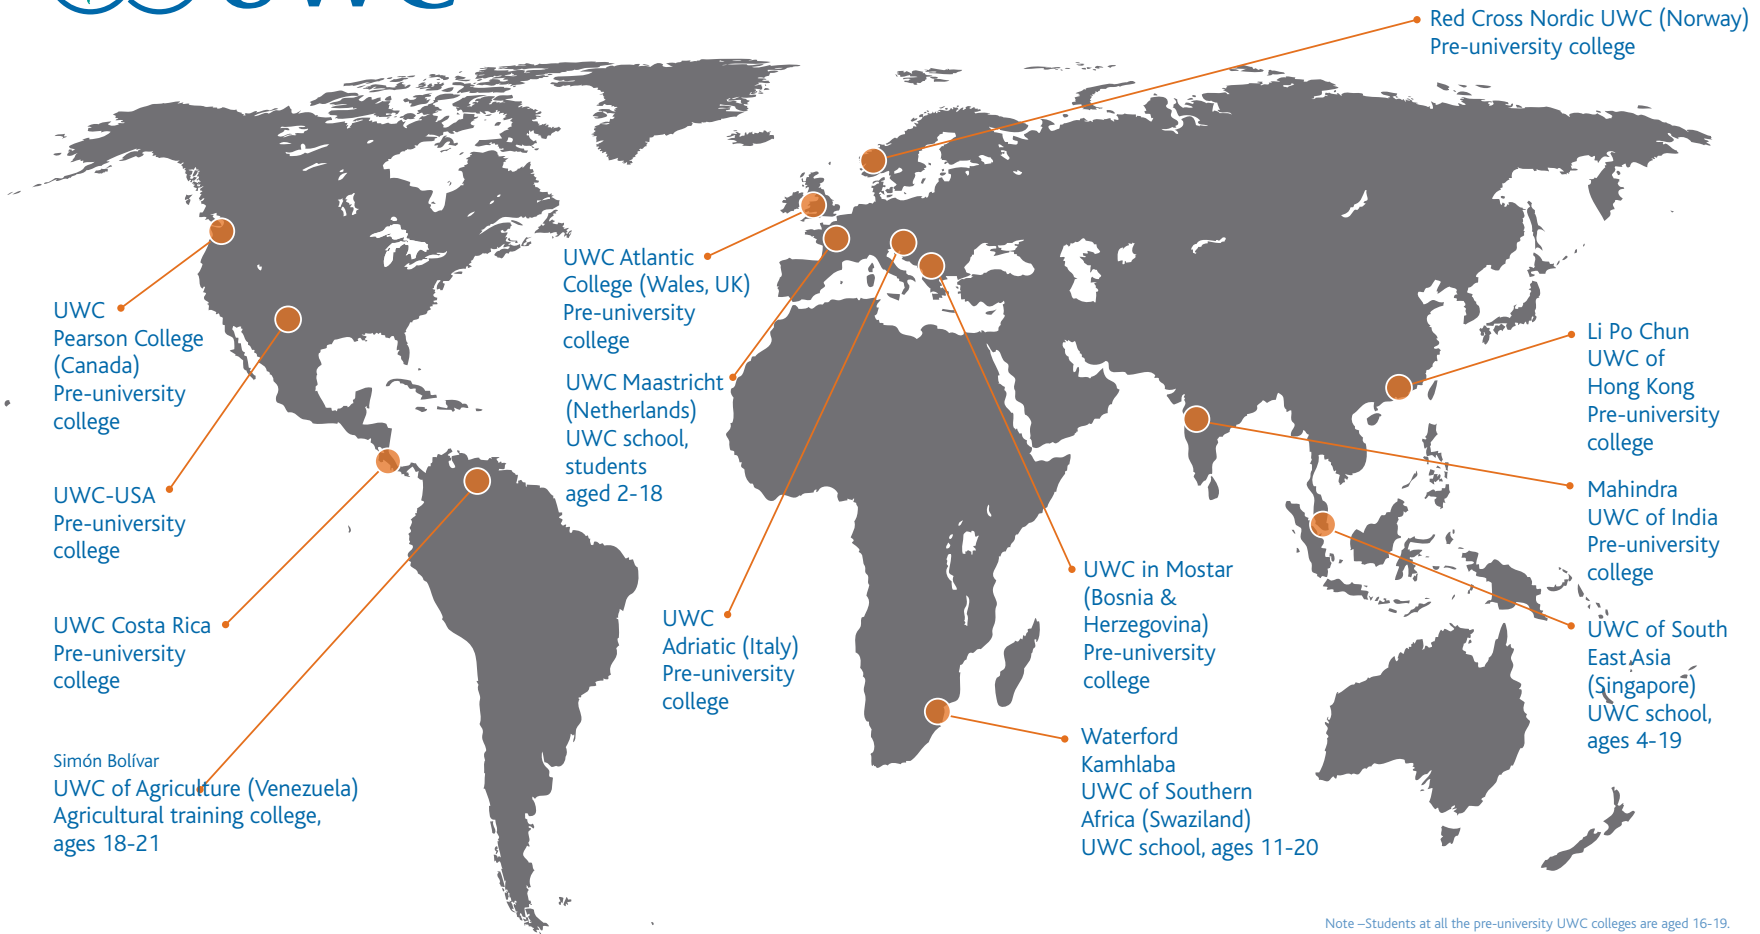 UWC
Red Cross Nordic UWC (Norway)
Pre-university college
UWC Atlantic
College (Wales, UK)
Pre-university
college
UWC
Pearson College
(Canada)
Pre-university
college
Li Po Chun
UWC of
Hong Kong
Pre-university
college
UWC Maastricht
(Netherlands)
UWC school,
students
aged 2-18
UWC-USA
Pre-university
college
Mahindra
UWC of India
Pre-university
college
UWC in Mostar
(Bosnia &
Herzegovina)
Pre-university
college
UWC Costa Rica
Pre-university
college
UWC
Adriatic (Italy)
Pre-university
college
UWC of South
East Asia
(Singapore)
UWC school,
ages 4-19
Waterford
Kamhlaba
UWC of Southern
Africa (Swaziland)
UWC school, ages 11-20
Simón Bolívar
UWC of Agriculture (Venezuela)
Agricultural training college,
ages 18-21
Note –Students at all the pre-university UWC colleges are aged 16-19.